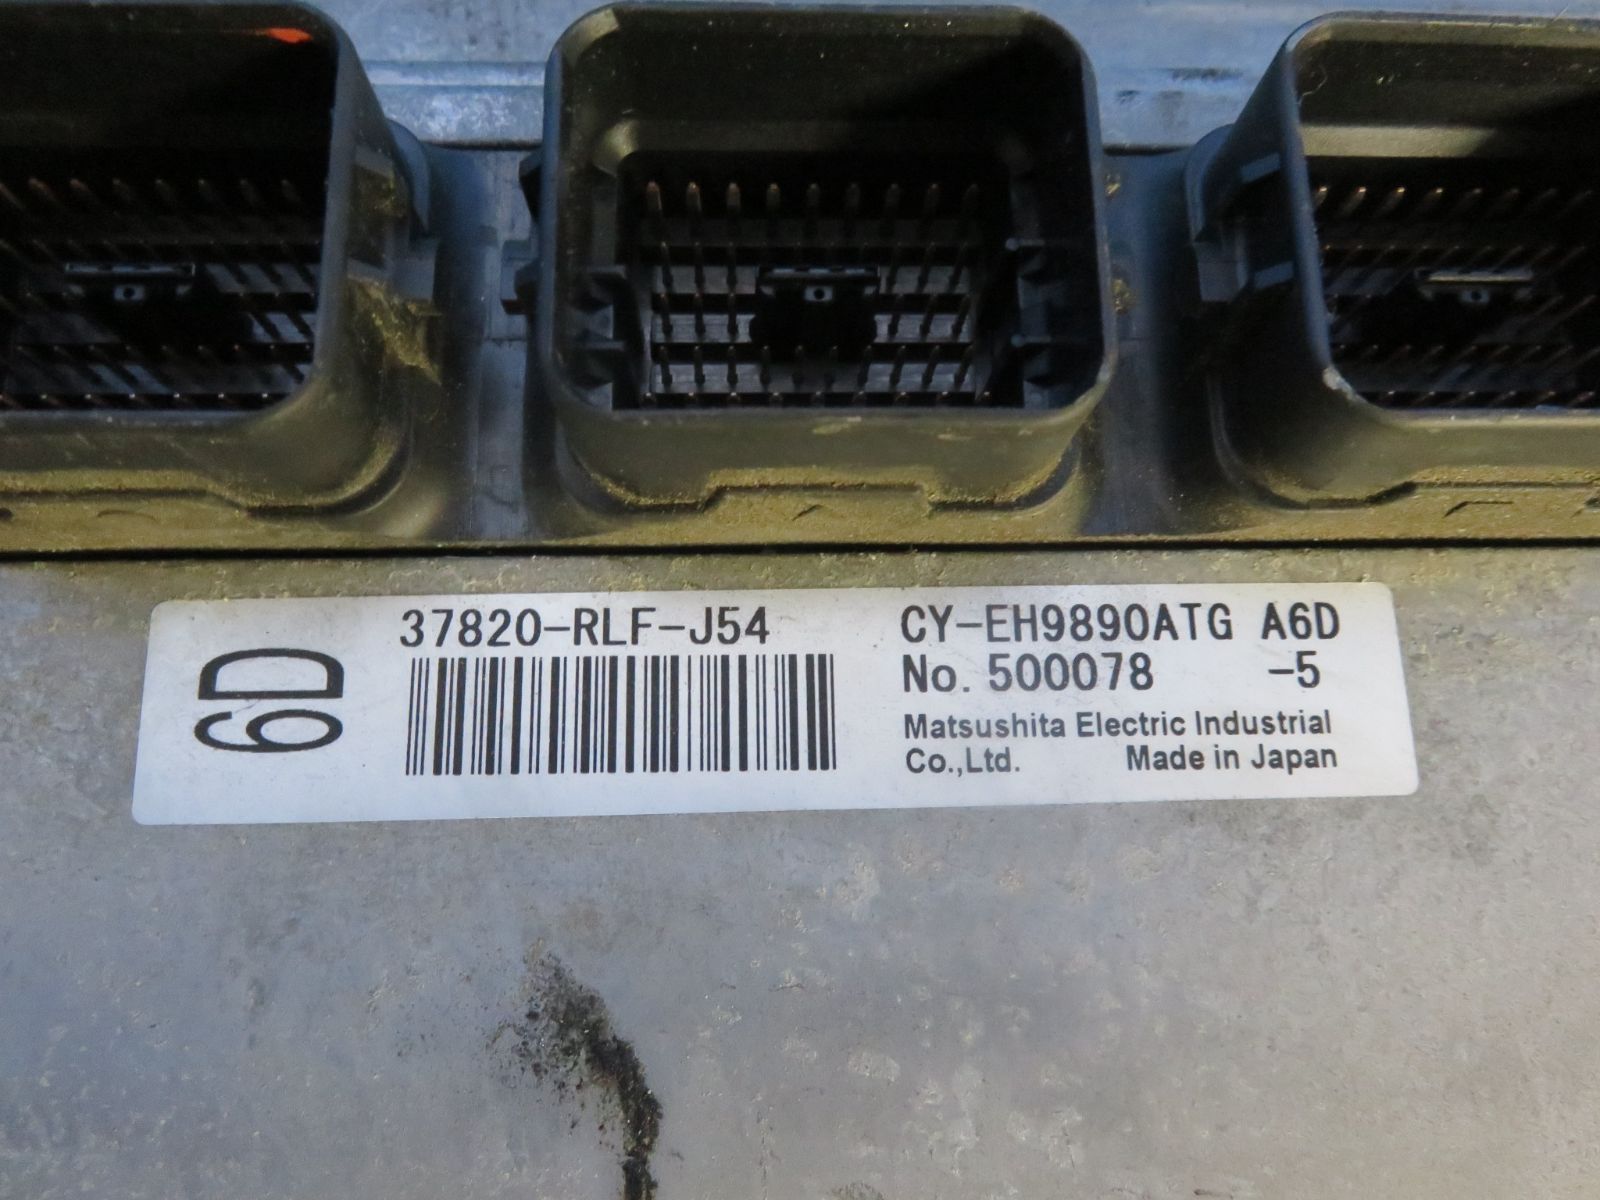 6D
37820-RLF-J54
CY-EH9890ATG A6D
No. 500078 -5
Matsushita Electric Industrial
Co.,Ltd. Made in Japan